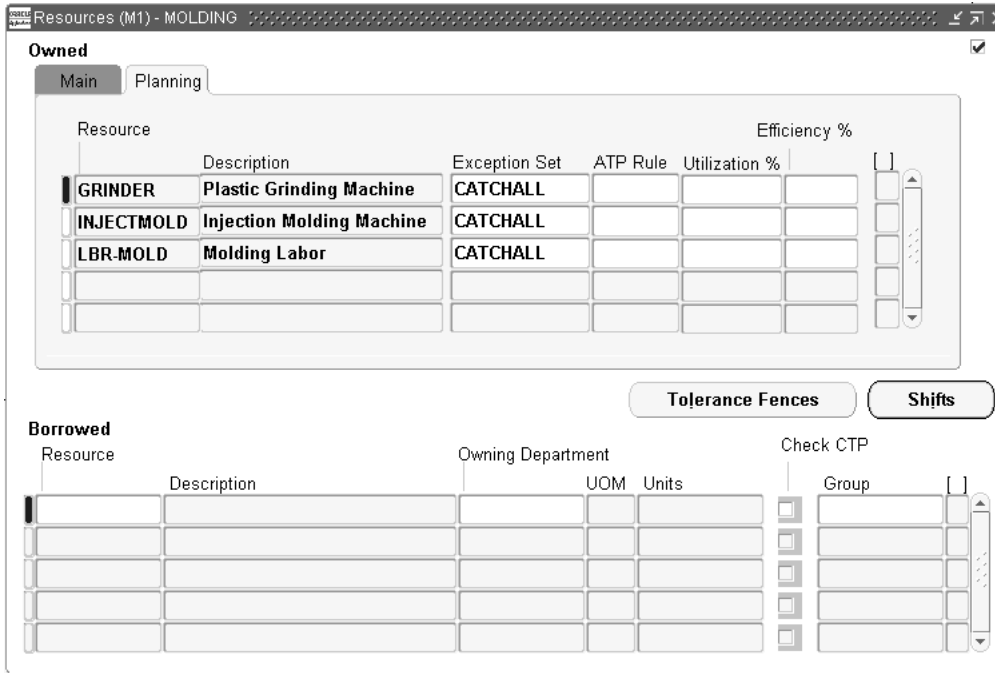 Resources (M1) - MOLDING
Owned
Main Planning
Resource Efficiency %
Description Exception Set ATP Rule Utilization % [ ]
GRINDER Plastic Grinding Machine CATCHALL
INJECTMOLD Injection Molding Machine CATCHALL
LBR-MOLD Molding Labor CATCHALL
Tolerance Fences Shifts
Borrowed
Resource Owning Department Check CTP
Description UOM Units Group [ ]